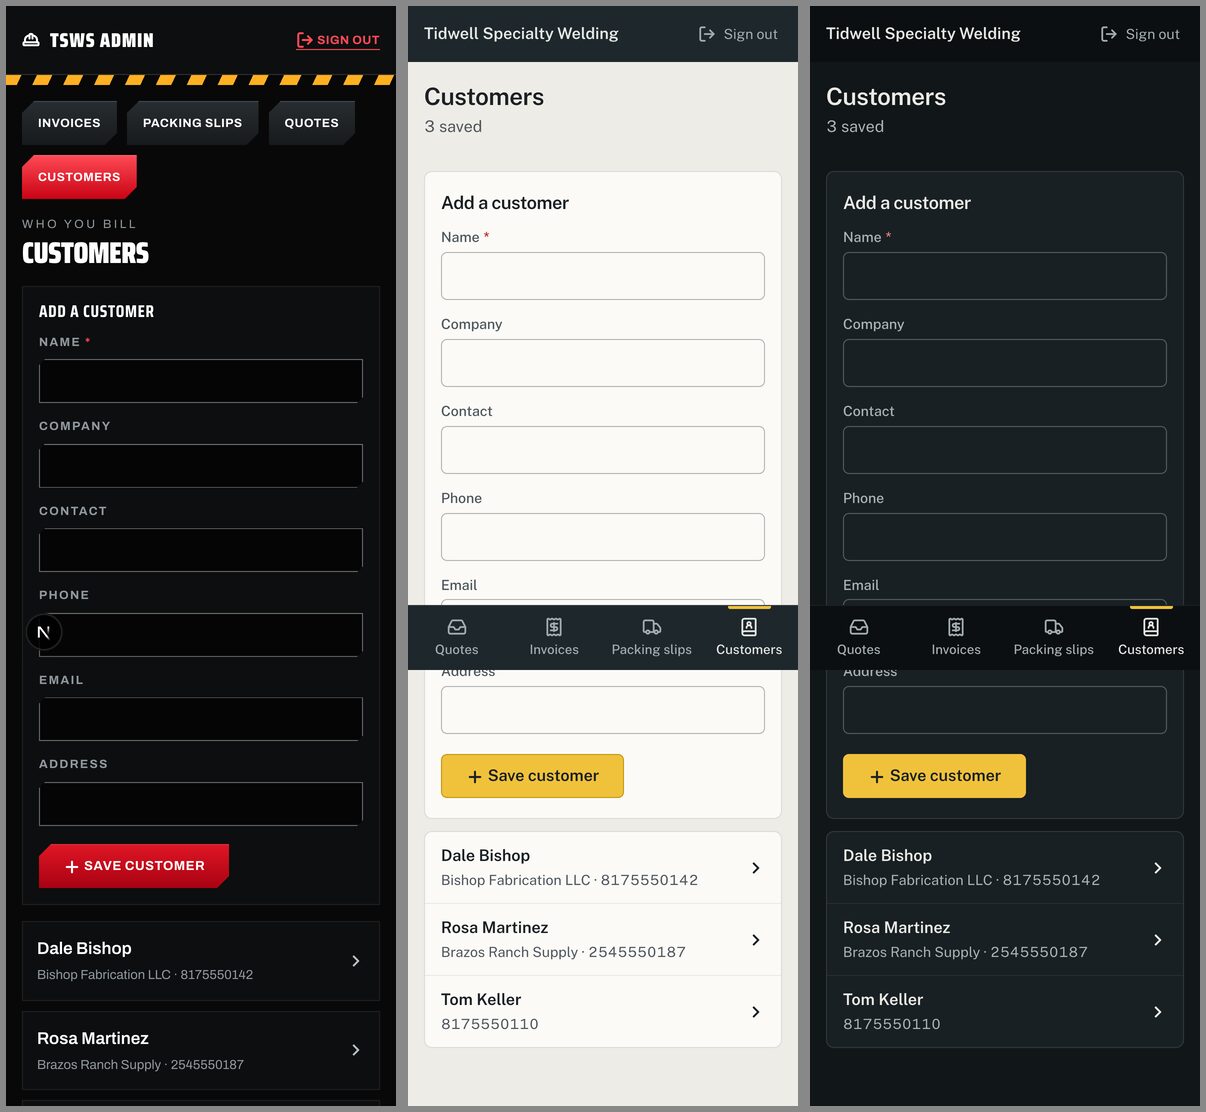 TSWS ADMIN
SIGN OUT
INVOICES
PACKING SLIPS
QUOTES
CUSTOMERS
WHO YOU BILL
CUSTOMERS
ADD A CUSTOMER
NAME *
COMPANY
CONTACT
PHONE
N
EMAIL
ADDRESS
+ SAVE CUSTOMER
Dale Bishop
Bishop Fabrication LLC · 8175550142
Rosa Martinez
Brazos Ranch Supply · 2545550187
Tidwell Specialty Welding
Sign out
Customers
3 saved
Add a customer
Name *
Company
Contact
Phone
Email
Quotes
Invoices
Packing slips
Customers
Address
+ Save customer
Dale Bishop
Bishop Fabrication LLC · 8175550142
Rosa Martinez
Brazos Ranch Supply · 2545550187
Tom Keller
8175550110
Tidwell Specialty Welding
Sign out
Customers
3 saved
Add a customer
Name *
Company
Contact
Phone
Email
Quotes
Invoices
Packing slips
Customers
Address
+ Save customer
Dale Bishop
Bishop Fabrication LLC · 8175550142
Rosa Martinez
Brazos Ranch Supply · 2545550187
Tom Keller
8175550110